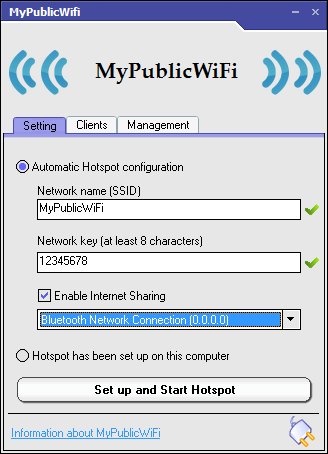 MyPublicWifi
MyPublicWiFi
Setting Clients Management
Automatic Hotspot configuration
Network name (SSID)
MyPublicWiFi
Network key (at least 8 characters)
12345678
Enable Internet Sharing
Bluetooth Network Connection (0.0.0.0)
Hotspot has been set up on this computer
Set up and Start Hotspot
Information about MyPublicWiFi